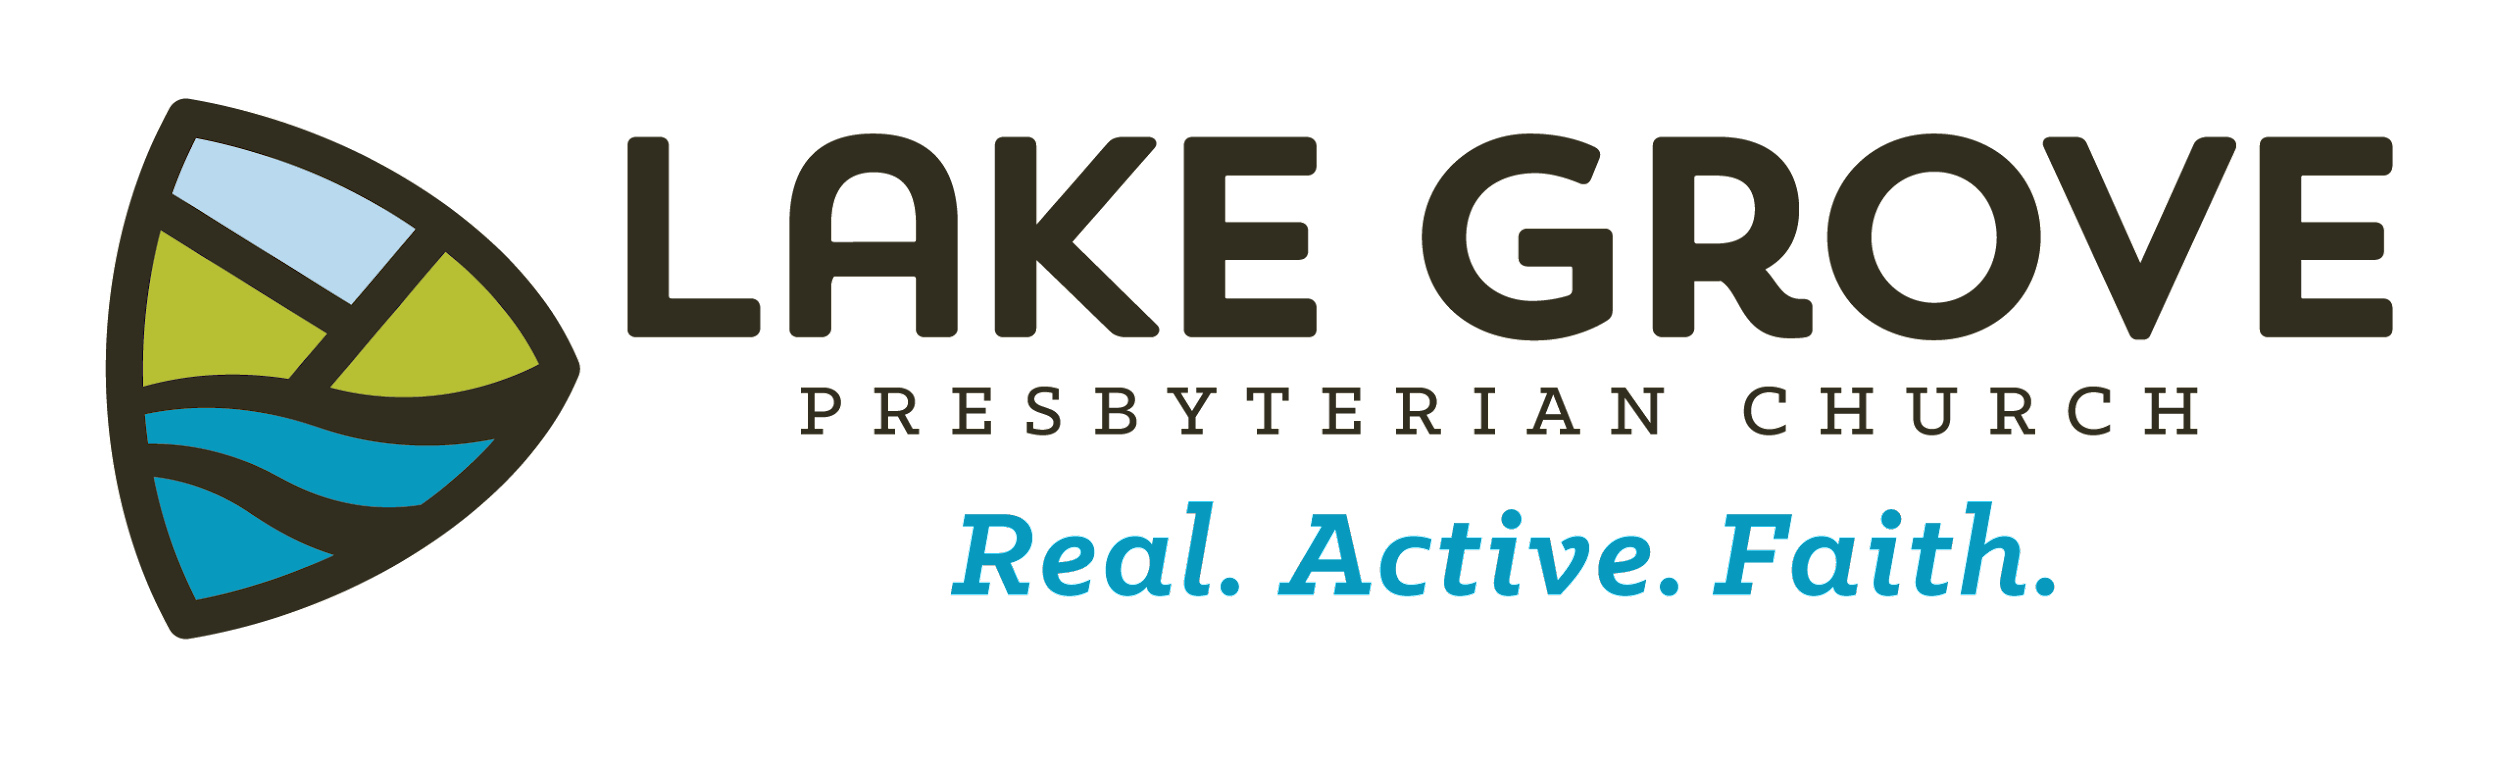 LAKE GROVE
PRESBYTERIAN CHURCH
Real. Active. Faith.